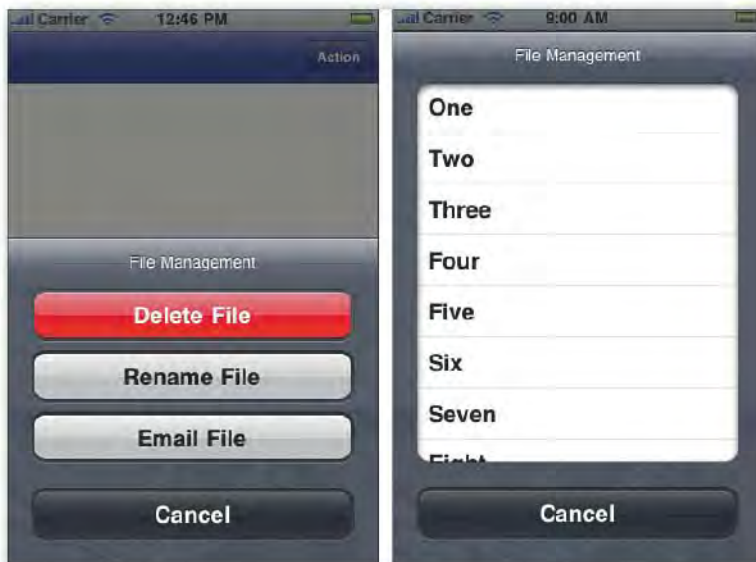 Carrier 12:46 PM
Action
File Management
Delete File
Rename File
Email File
Cancel
Carrier 9:00 AM
File Management
One
Two
Three
Four
Five
Six
Seven
Eight
Cancel